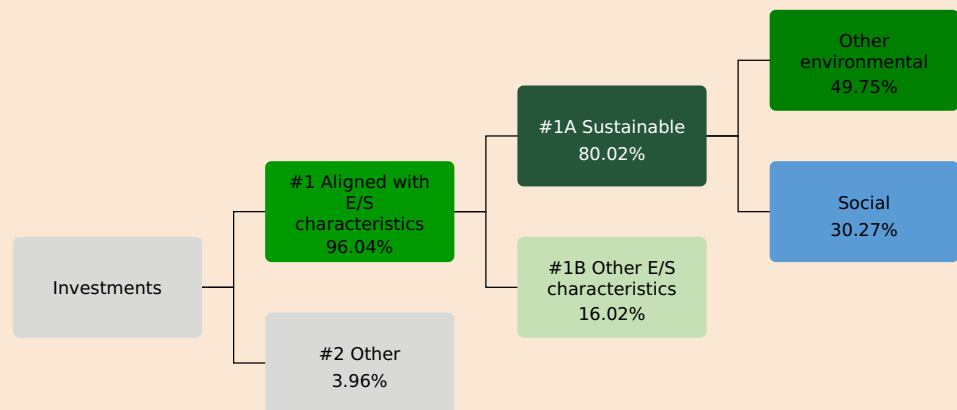 Investments
#1 Aligned with
E/S
characteristics
96.04%
#2 Other
3.96%
#1A Sustainable
80.02%
#1B Other E/S
characteristics
16.02%
Other
environmental
49.75%
Social
30.27%